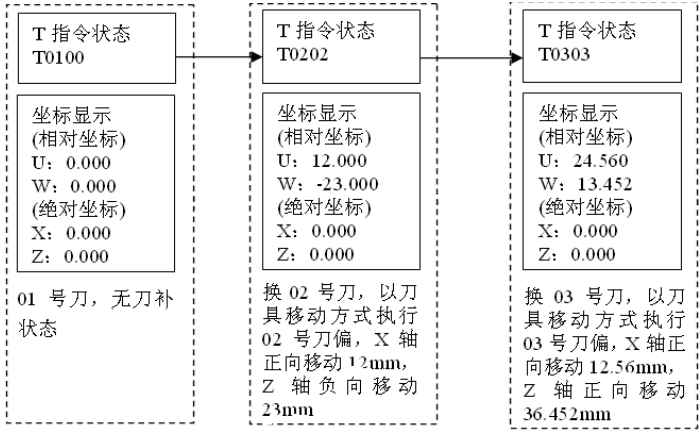 T 指令状态
T0100
坐标显示
(相对坐标)
U：0.000
W：0.000
(绝对坐标)
X：0.000
Z：0.000
01 号刀，无刀补
状态
T 指令状态
T0202
坐标显示
(相对坐标)
U：12.000
W：-23.000
(绝对坐标)
X：0.000
Z：0.000
换 02 号刀，以刀
具移动方式执行
02 号刀偏，X 轴
正向移动 12mm，
Z 轴负向移动
23mm
T 指令状态
T0303
坐标显示
(相对坐标)
U：24.560
W：13.452
(绝对坐标)
X：0.000
Z：0.000
换 03 号刀，以刀
具移动方式执行
03 号刀偏，X 轴正
向移动 12.56mm，
Z 轴正向移动
36.452mm